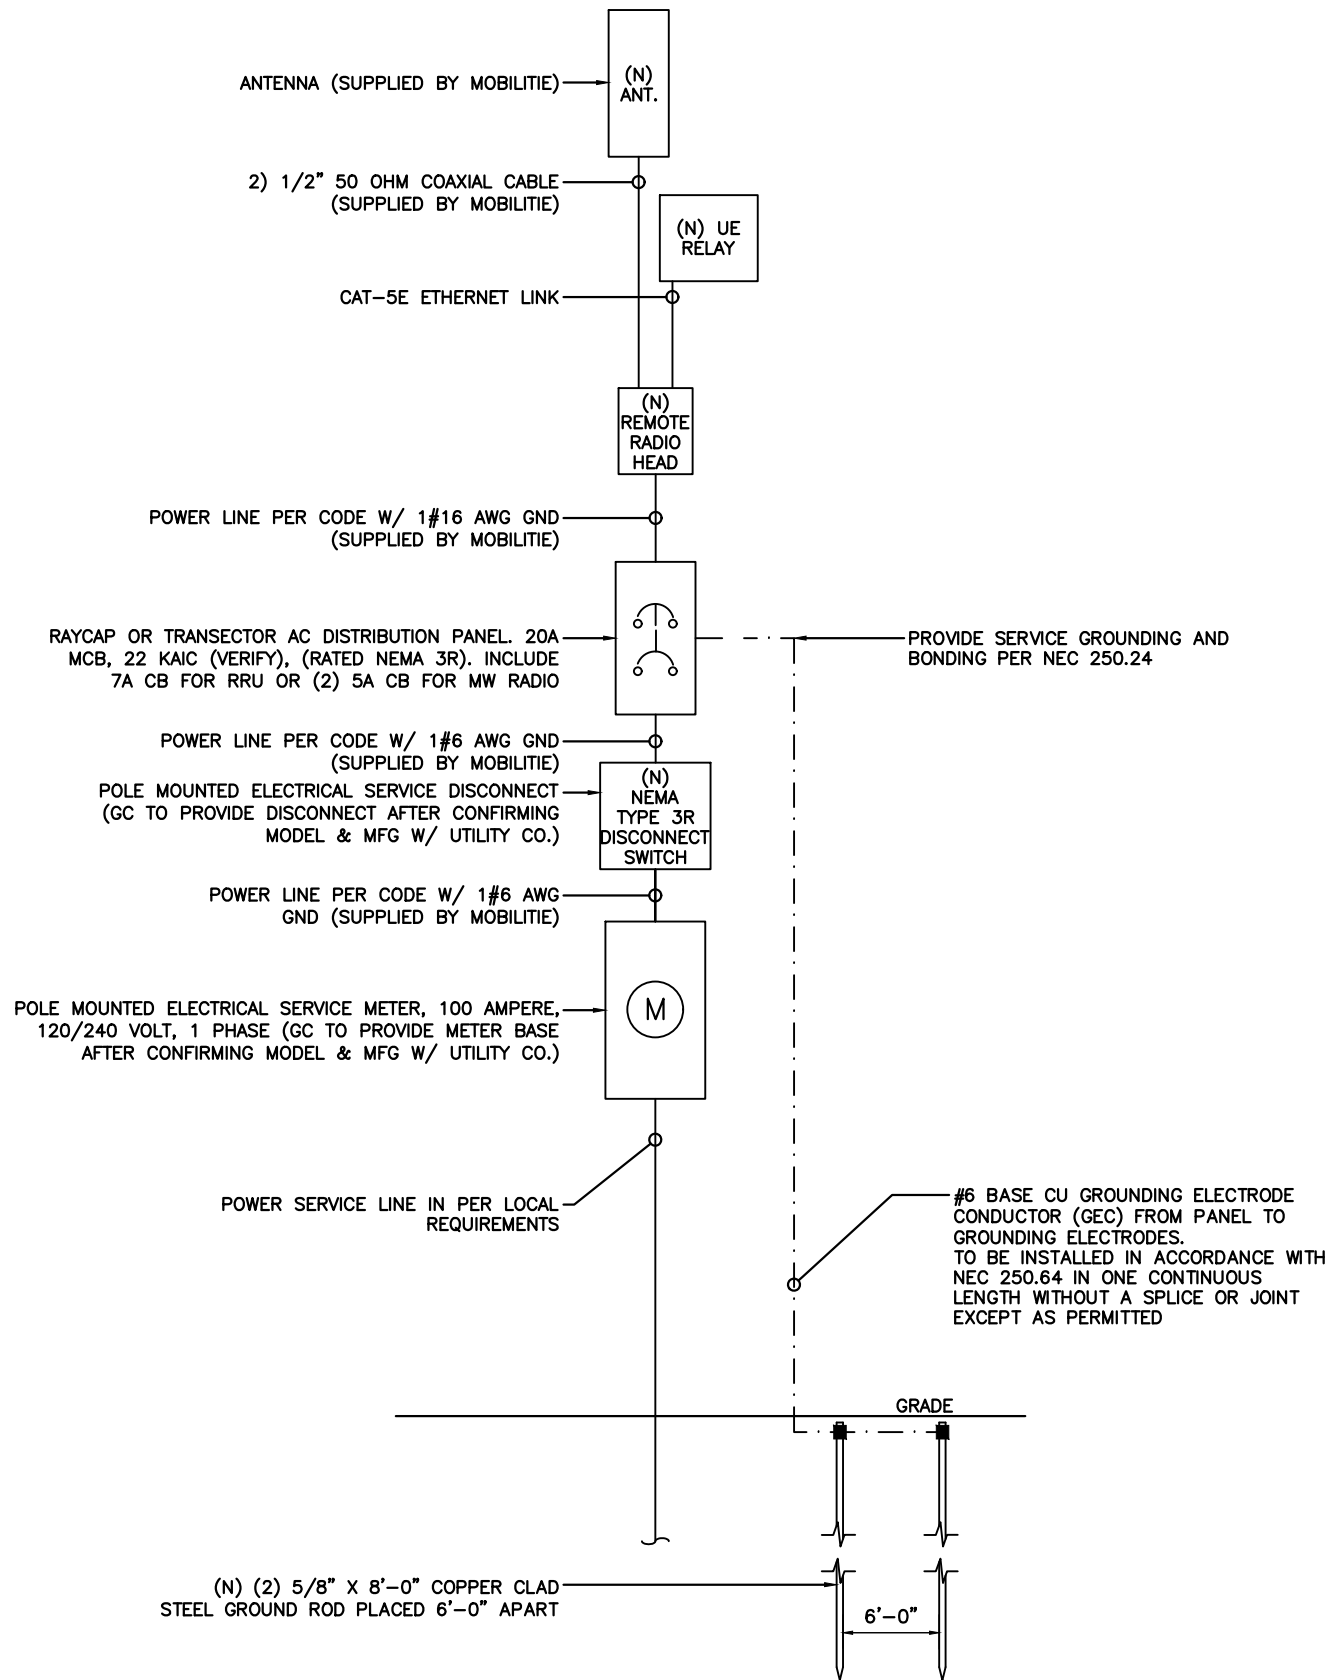 (N)
ANT.
ANTENNA (SUPPLIED BY MOBILITIE)
2) 1/2" 50 OHM COAXIAL CABLE
(SUPPLIED BY MOBILITIE)
(N) UE
RELAY
CAT-5E ETHERNET LINK
(N)
REMOTE
RADIO
HEAD
POWER LINE PER CODE W/ 1#16 AWG GND
(SUPPLIED BY MOBILITIE)
RAYCAP OR TRANSECTOR AC DISTRIBUTION PANEL. 20A
MCB, 22 KAIC (VERIFY), (RATED NEMA 3R). INCLUDE
7A CB FOR RRU OR (2) 5A CB FOR MW RADIO
PROVIDE SERVICE GROUNDING AND
BONDING PER NEC 250.24
POWER LINE PER CODE W/ 1#6 AWG GND
(SUPPLIED BY MOBILITIE)
POLE MOUNTED ELECTRICAL SERVICE DISCONNECT
(GC TO PROVIDE DISCONNECT AFTER CONFIRMING
MODEL & MFG W/ UTILITY CO.)
(N)
NEMA
TYPE 3R
DISCONNECT
SWITCH
POWER LINE PER CODE W/ 1#6 AWG
GND (SUPPLIED BY MOBILITIE)
POLE MOUNTED ELECTRICAL SERVICE METER, 100 AMPERE,
120/240 VOLT, 1 PHASE (GC TO PROVIDE METER BASE
AFTER CONFIRMING MODEL & MFG W/ UTILITY CO.)
M
POWER SERVICE LINE IN PER LOCAL
REQUIREMENTS
#6 BASE CU GROUNDING ELECTRODE
CONDUCTOR (GEC) FROM PANEL TO
GROUNDING ELECTRODES.
TO BE INSTALLED IN ACCORDANCE WITH
NEC 250.64 IN ONE CONTINUOUS
LENGTH WITHOUT A SPLICE OR JOINT
EXCEPT AS PERMITTED
GRADE
(N) (2) 5/8" X 8'-0" COPPER CLAD
STEEL GROUND ROD PLACED 6'-0" APART
6'-0"